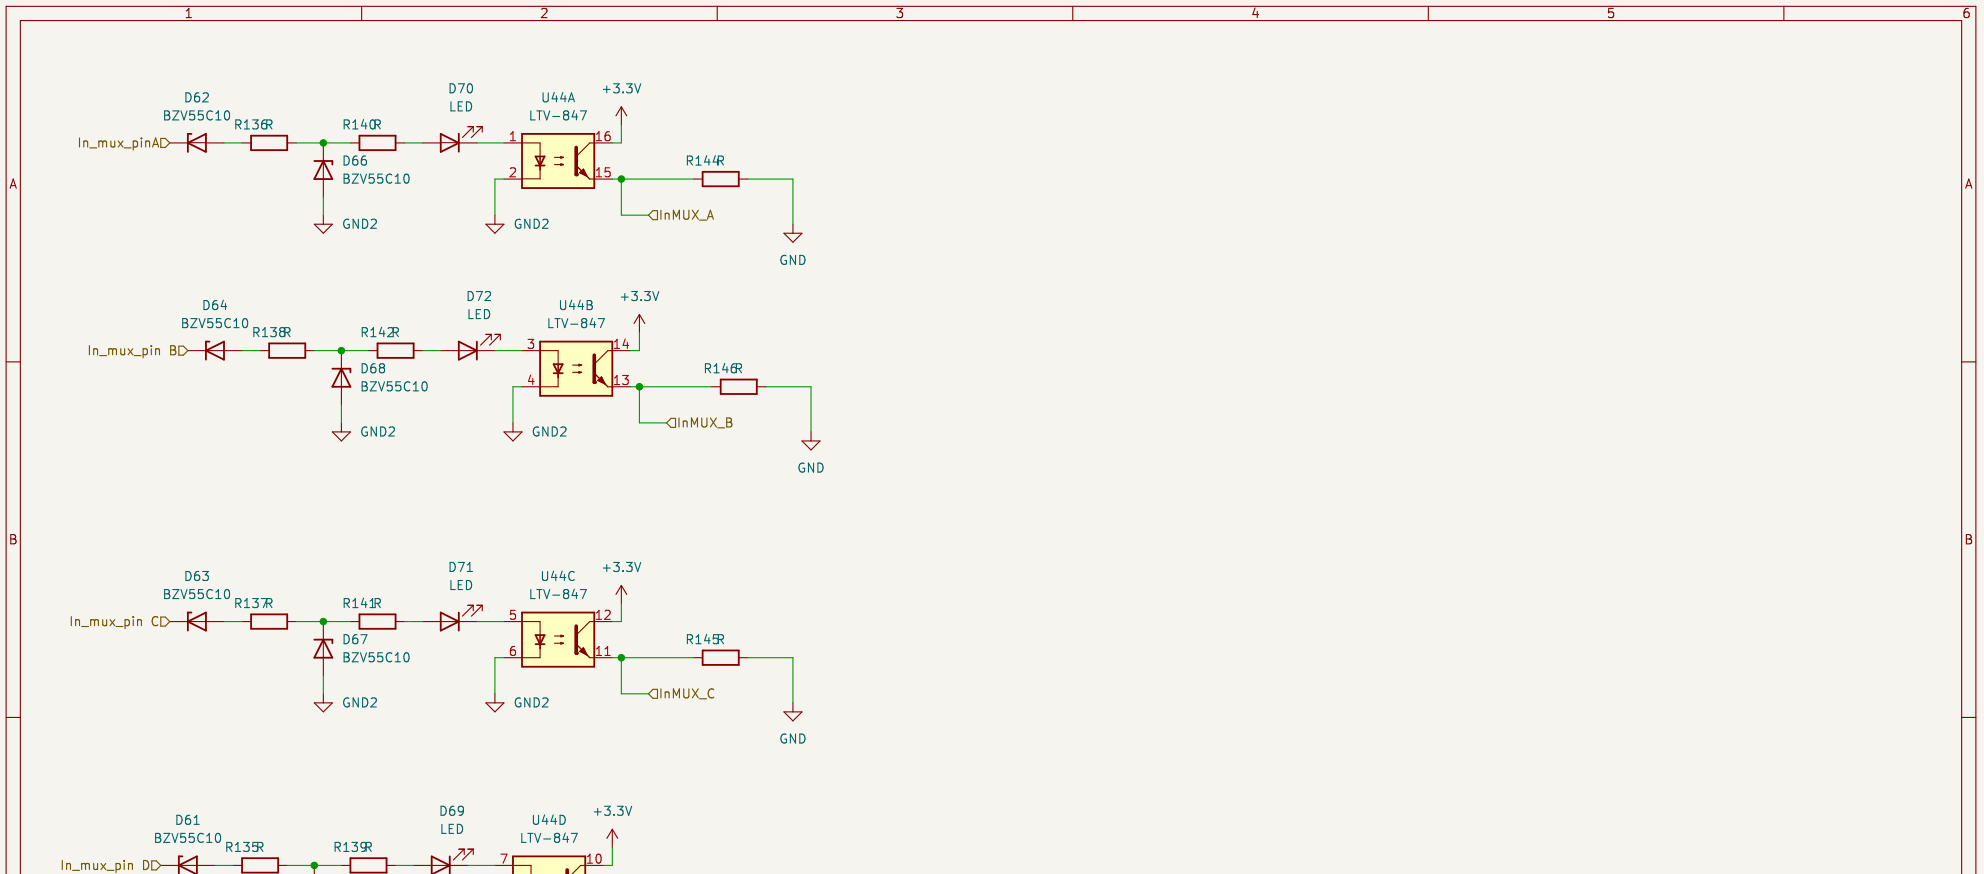 1 2 3 4 5 6
A A
B B
D62
BZV55C10
In_mux_pinA
R136 R
R140 R
D66
BZV55C10
GND2
D70
LED
U44A
LTV-847
1
2
16
15
GND2
+3.3V
R144 R
InMUX_A
GND
D64
BZV55C10
In_mux_pin B
R138 R
R142 R
D68
BZV55C10
GND2
D72
LED
U44B
LTV-847
3
4
14
13
GND2
+3.3V
R146 R
InMUX_B
GND
D63
BZV55C10
In_mux_pin C
R137 R
R141 R
D67
BZV55C10
GND2
D71
LED
U44C
LTV-847
5
6
12
11
GND2
+3.3V
R145 R
InMUX_C
GND
D61
BZV55C10
In_mux_pin D
R135 R
R139 R
D69
LED
U44D
LTV-847
7
10
+3.3V